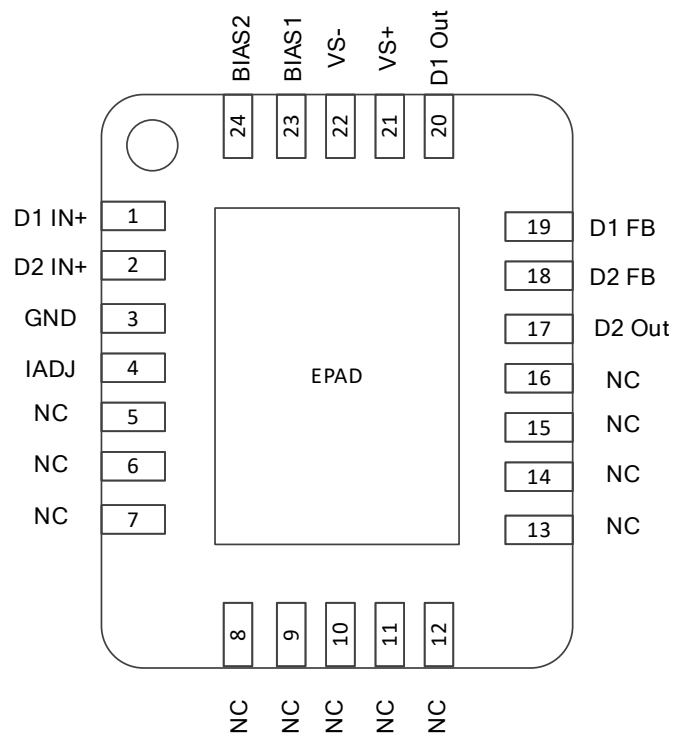 BIAS2 BIAS1 VS- VS+ D1 Out
24 23 22 21 20
D1 IN+ 1 19 D1 FB
D2 IN+ 2 18 D2 FB
GND 3 17 D2 Out
IADJ 4 EPAD 16 NC
NC 5 15 NC
NC 6 14 NC
NC 7 13 NC
8 9 10 11 12
NC NC NC NC NC